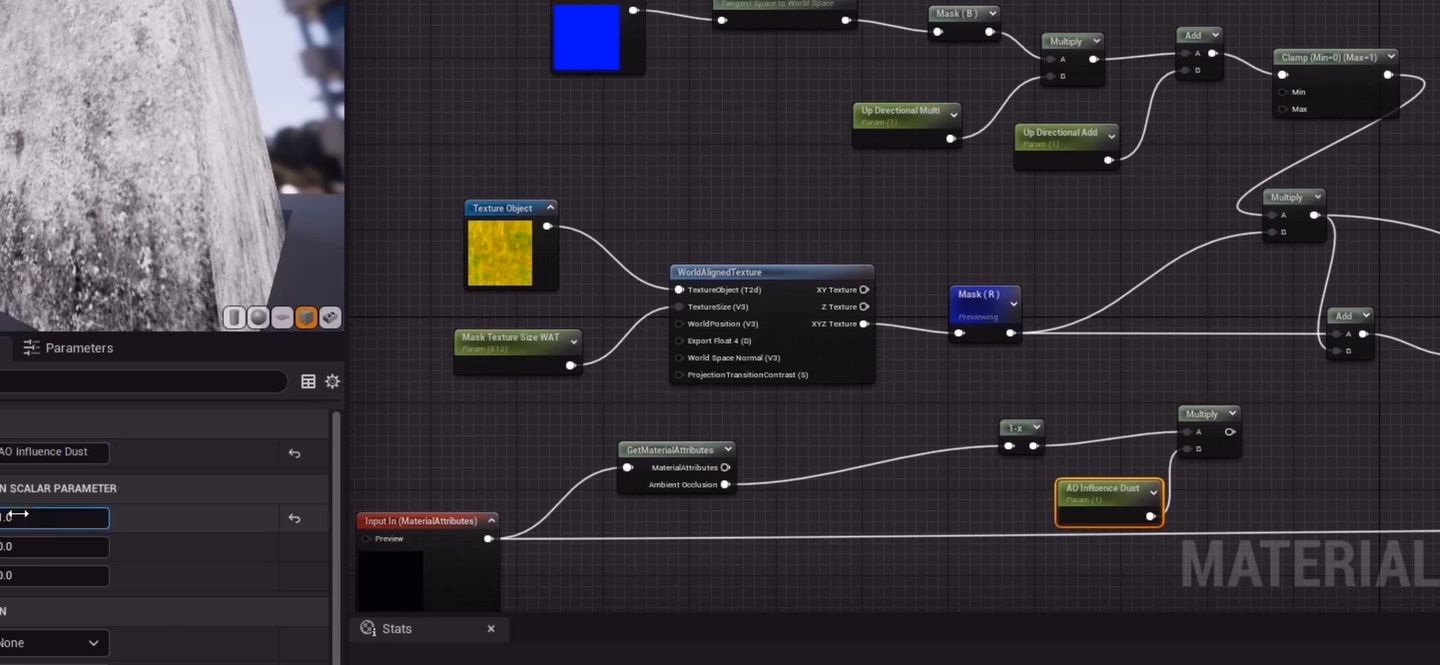 Tangent Space to World Space
Mask ( B )
Multiply
A
B
Add
A
B
Clamp (Min=0) (Max=1)
Min
Max
Up Directional Multi
Param (1)
Up Directional Add
Param (1)
Multiply
A
B
Texture Object
WorldAlignedTexture
TextureObject (T2d)
XY Texture
TextureSize (V3)
Z Texture
WorldPosition (V3)
XYZ Texture
Export Float 4 (B)
World Space Normal (V3)
ProjectionTransitionContrast (S)
Mask ( R )
Previewing
Add
A
B
Mask Texture Size WAT
Param (512)
Parameters
GetMaterialAttributes
MaterialAttributes
Ambient Occlusion
1-x
Multiply
A
B
AO Influence Dust
Param (1)
Input In (MaterialAttributes)
Preview
AO Influence Dust
N SCALAR PARAMETER
1.0
0.0
0.0
N
None
MATERIAL
Stats